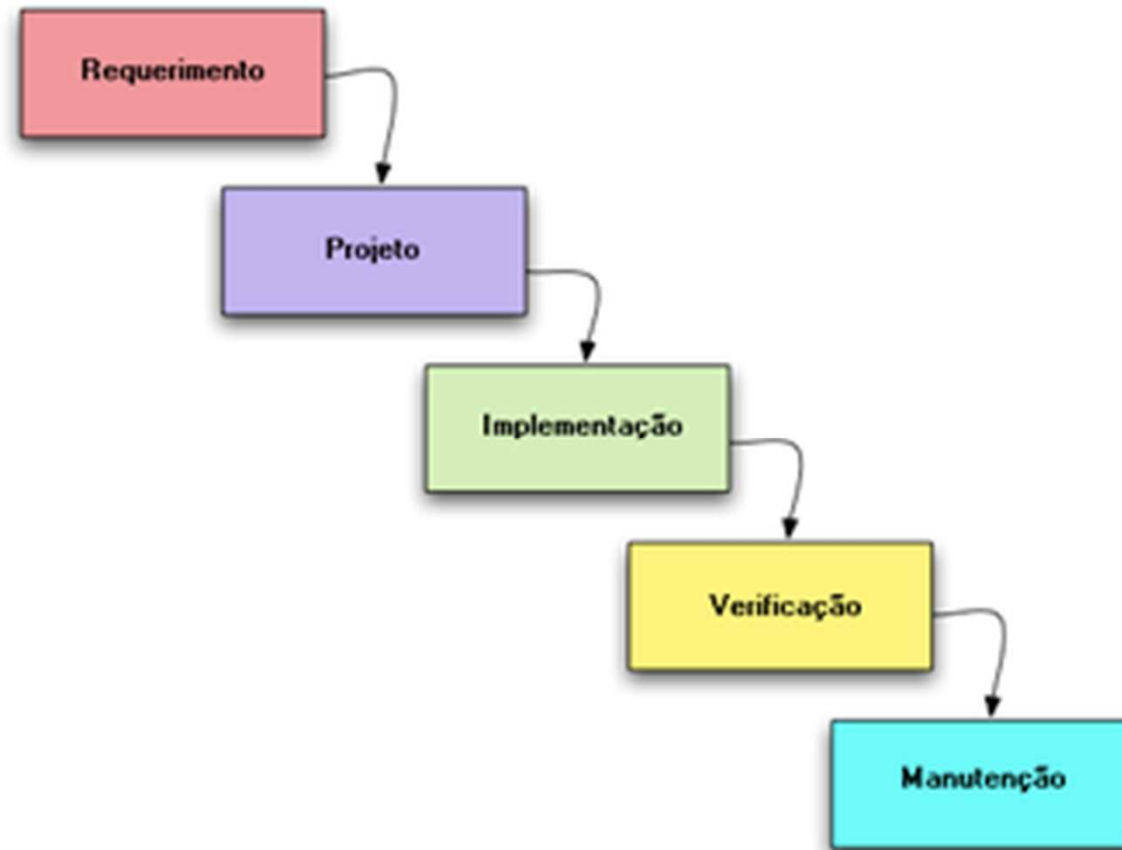 Requerimento
Projeto
Implementação
Verificação
Manutenção